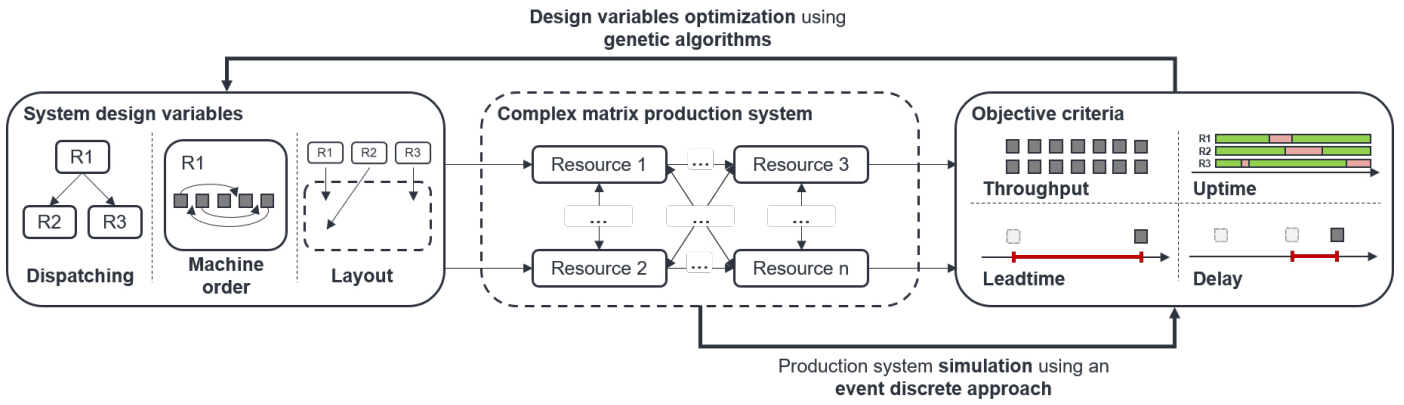 Design variables optimization using
genetic algorithms
System design variables
R1
R2
R3
Dispatching
R1
Machine
order
R1
R2
R3
Layout
Complex matrix production system
Resource 1
...
Resource 3
...
...
...
Resource 2
...
Resource n
Objective criteria
Throughput
R1
R2
R3
Uptime
Leadtime
Delay
Production system simulation using an
event discrete approach